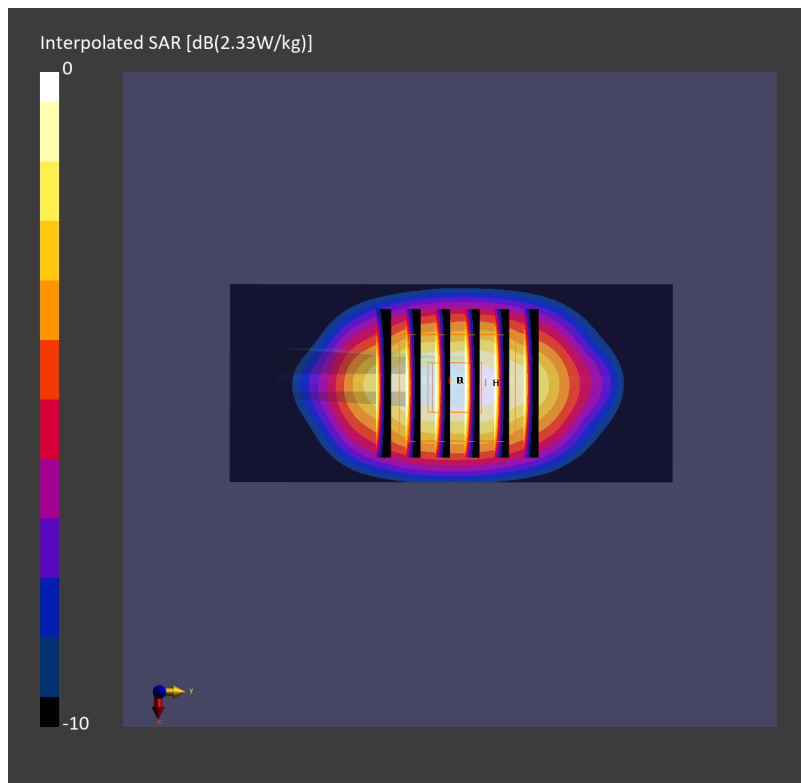 Interpolated SAR [dB(2.33W/kg)]
0
H
-10
y
x